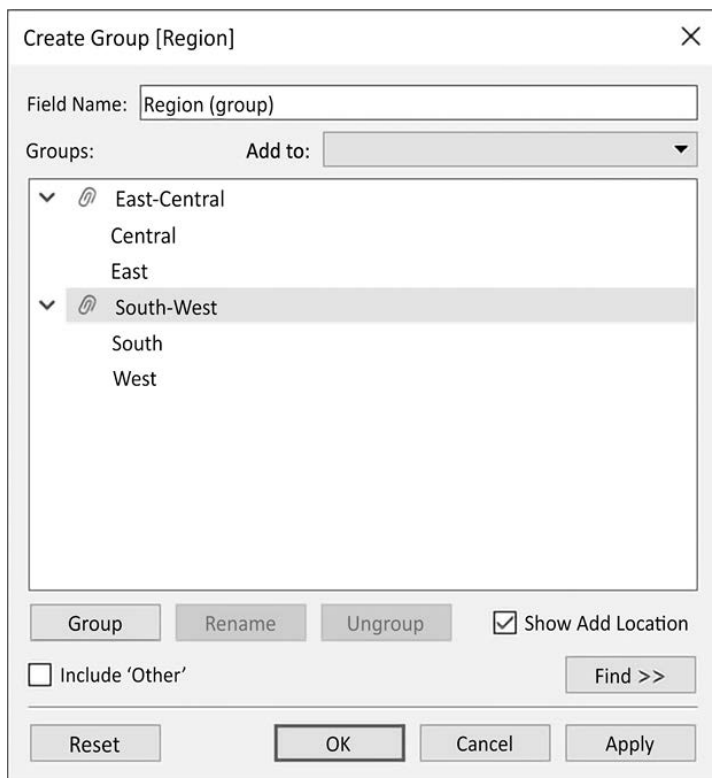 Create Group [Region]
Field Name: Region (group)
Groups: Add to:
East-Central
Central
East
South-West
South
West
Group Rename Ungroup Show Add Location
Include ‘Other’ Find >>
Reset OK Cancel Apply